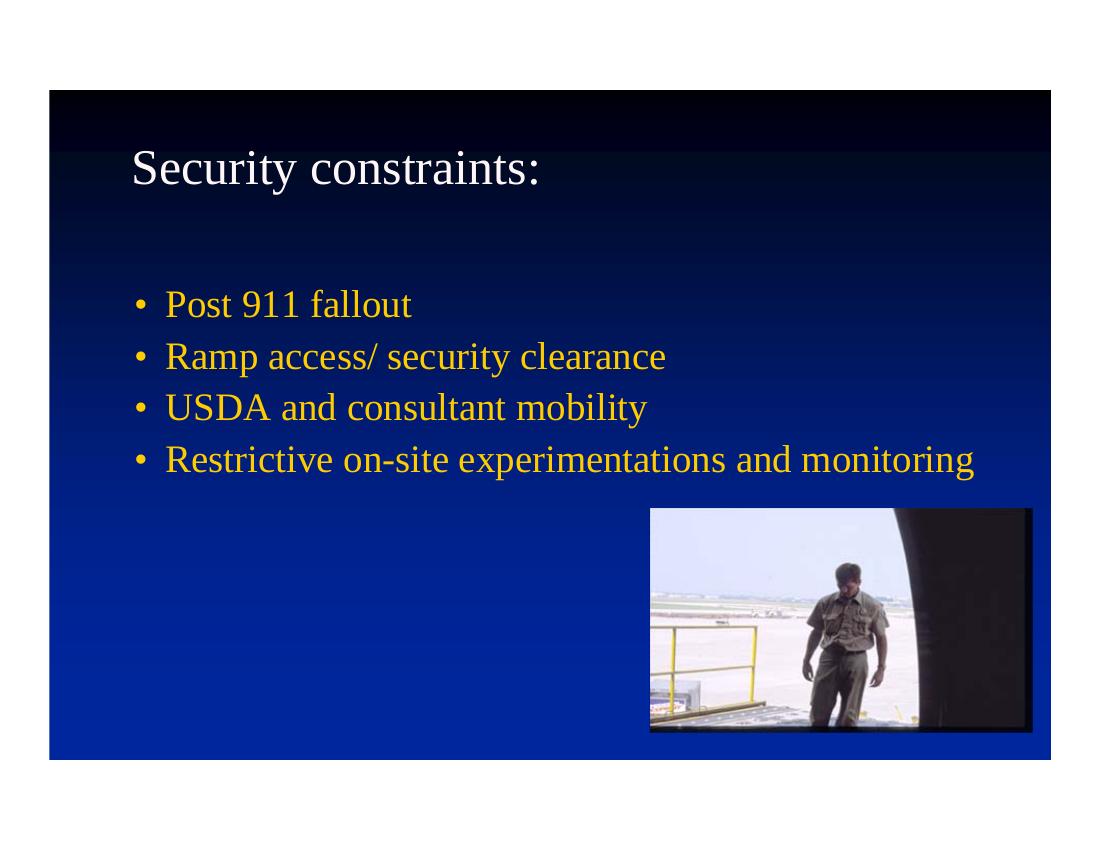 Security constraints:
• Post 911 fallout
• Ramp access/ security clearance
• USDA and consultant mobility
• Restrictive on-site experimentations and monitoring